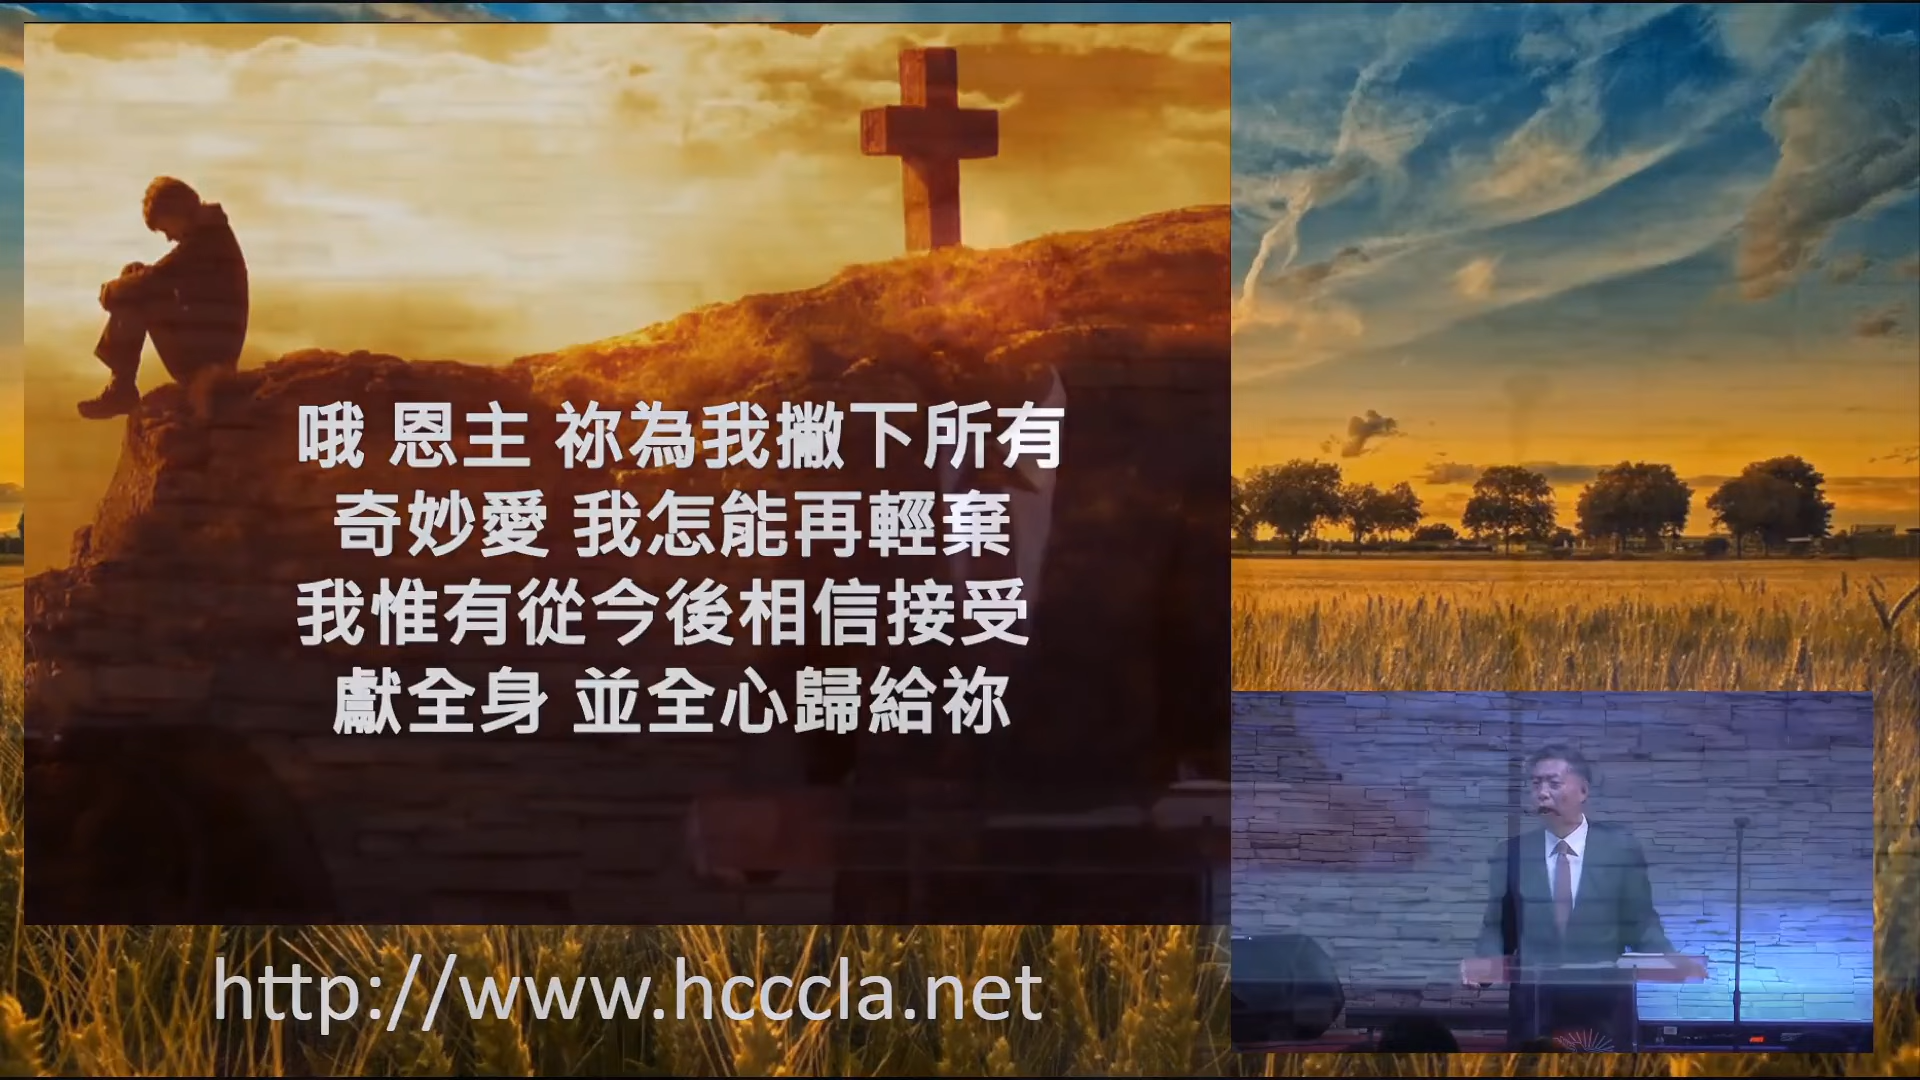 哦 恩主 祢為我撇下所有
奇妙愛 我怎能再輕棄
我惟有從今後相信接受
獻全身 並全心歸給祢
http://www.hcccla.net